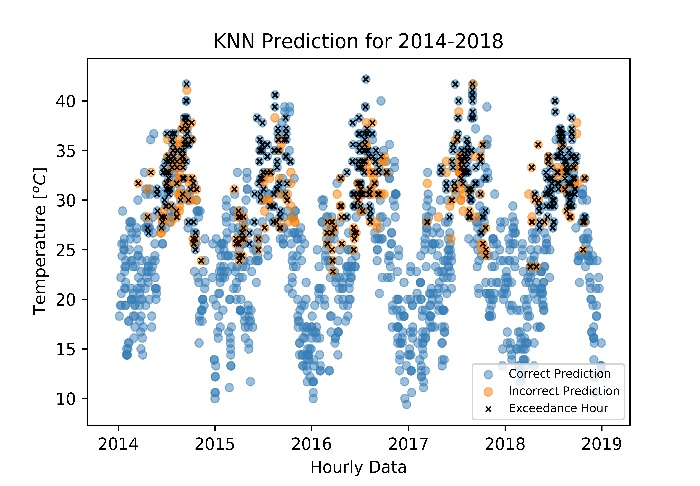 KNN Prediction for 2014-2018
Temperature [°C]
40
35
30
25
20
15
10
Correct Prediction
Incorrect Prediction
Exceedance Hour
2014 2015 2016 2017 2018 2019
Hourly Data